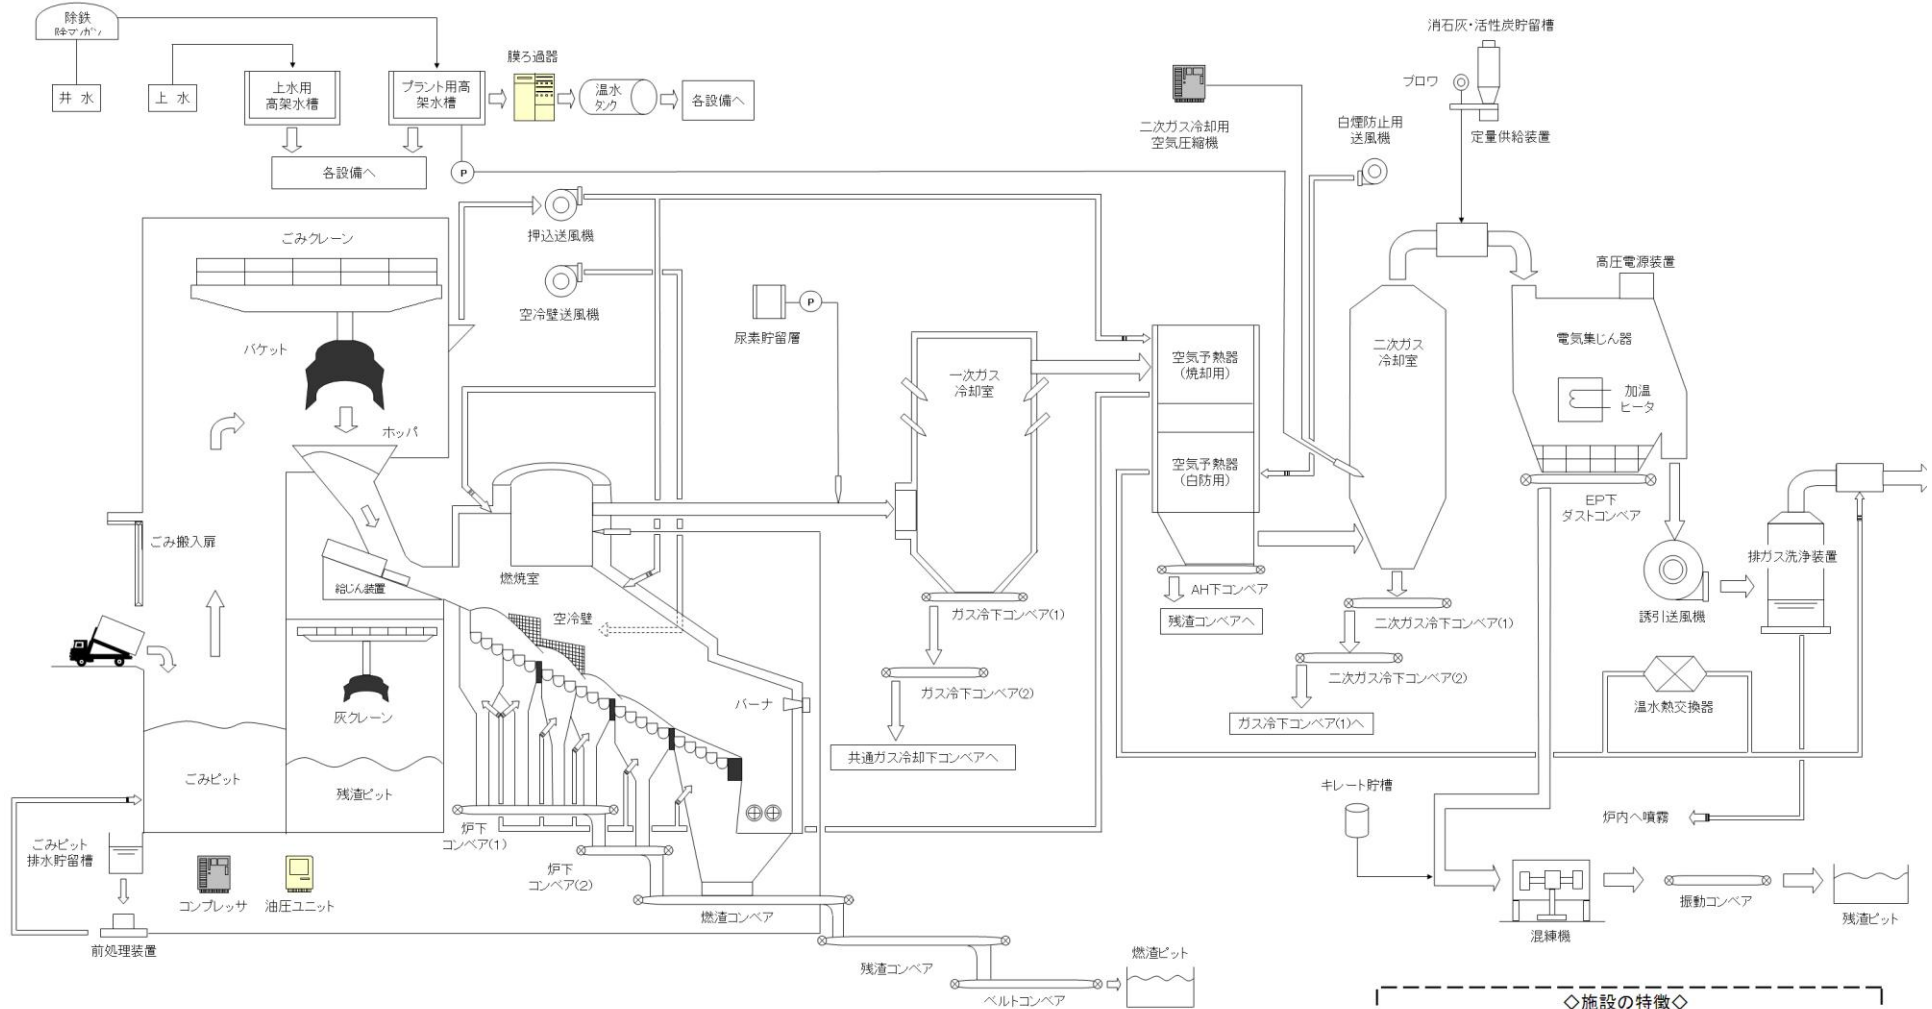 除鉄
除マンガン
井 水
上 水
上水用
高架水槽
プラント用高
架水槽
膜ろ過器
温水
タンク
各設備へ
各設備へ
P
消石灰・活性炭貯留槽
ブロワ
定量供給装置
二次ガス冷却用
空気圧縮機
白煙防止用
送風機
押込送風機
空冷壁送風機
ごみクレーン
バケット
ホッパ
ごみ搬入扉
給じん装置
灰クレーン
ごみピット
残渣ピット
ごみピット
排水貯留槽
前処理装置
コンプレッサ
油圧ユニット
燃焼室
空冷壁
バーナ
炉下
コンベア(1)
炉下
コンベア(2)
燃渣コンベア
残渣コンベア
ベルトコンベア
燃渣ピット
尿素貯留層
P
一次ガス
冷却室
ガス冷下コンベア(1)
ガス冷下コンベア(2)
共通ガス冷却下コンベアへ
空気予熱器
(焼却用)
空気予熱器
(白防用)
AH下コンベア
残渣コンベアへ
二次ガス
冷却室
二次ガス冷下コンベア(1)
二次ガス冷下コンベア(2)
ガス冷下コンベア(1)へ
高圧電源装置
電気集じん器
加温
ヒータ
EP下
ダストコンベア
誘引送風機
排ガス洗浄装置
温水熱交換器
炉内へ噴霧
キレート貯槽
混練機
振動コンベア
残渣ピット
◇施設の特徴◇